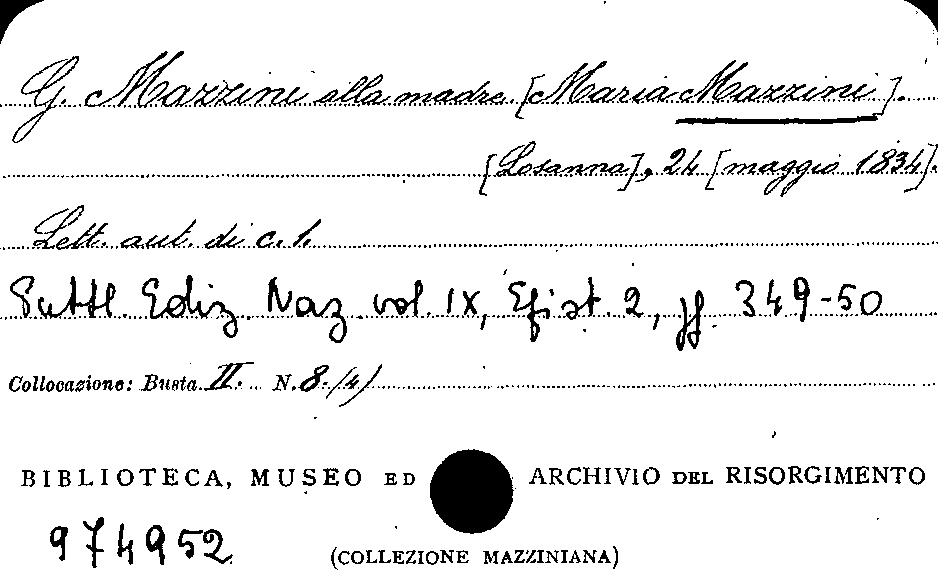 G. Mazzini alla madre [Maria Mazzini].
[Losanna], 24 [maggio 1834].
Lett. aut. di c. 1.
Pubbl. Ediz. Naz. vol. IX, Epist. 2, pp. 349-50
Collocazione: Busta II. N. 8. (4)
BIBLIOTECA, MUSEO ED ARCHIVIO DEL RISORGIMENTO
974952
(COLLEZIONE MAZZINIANA)